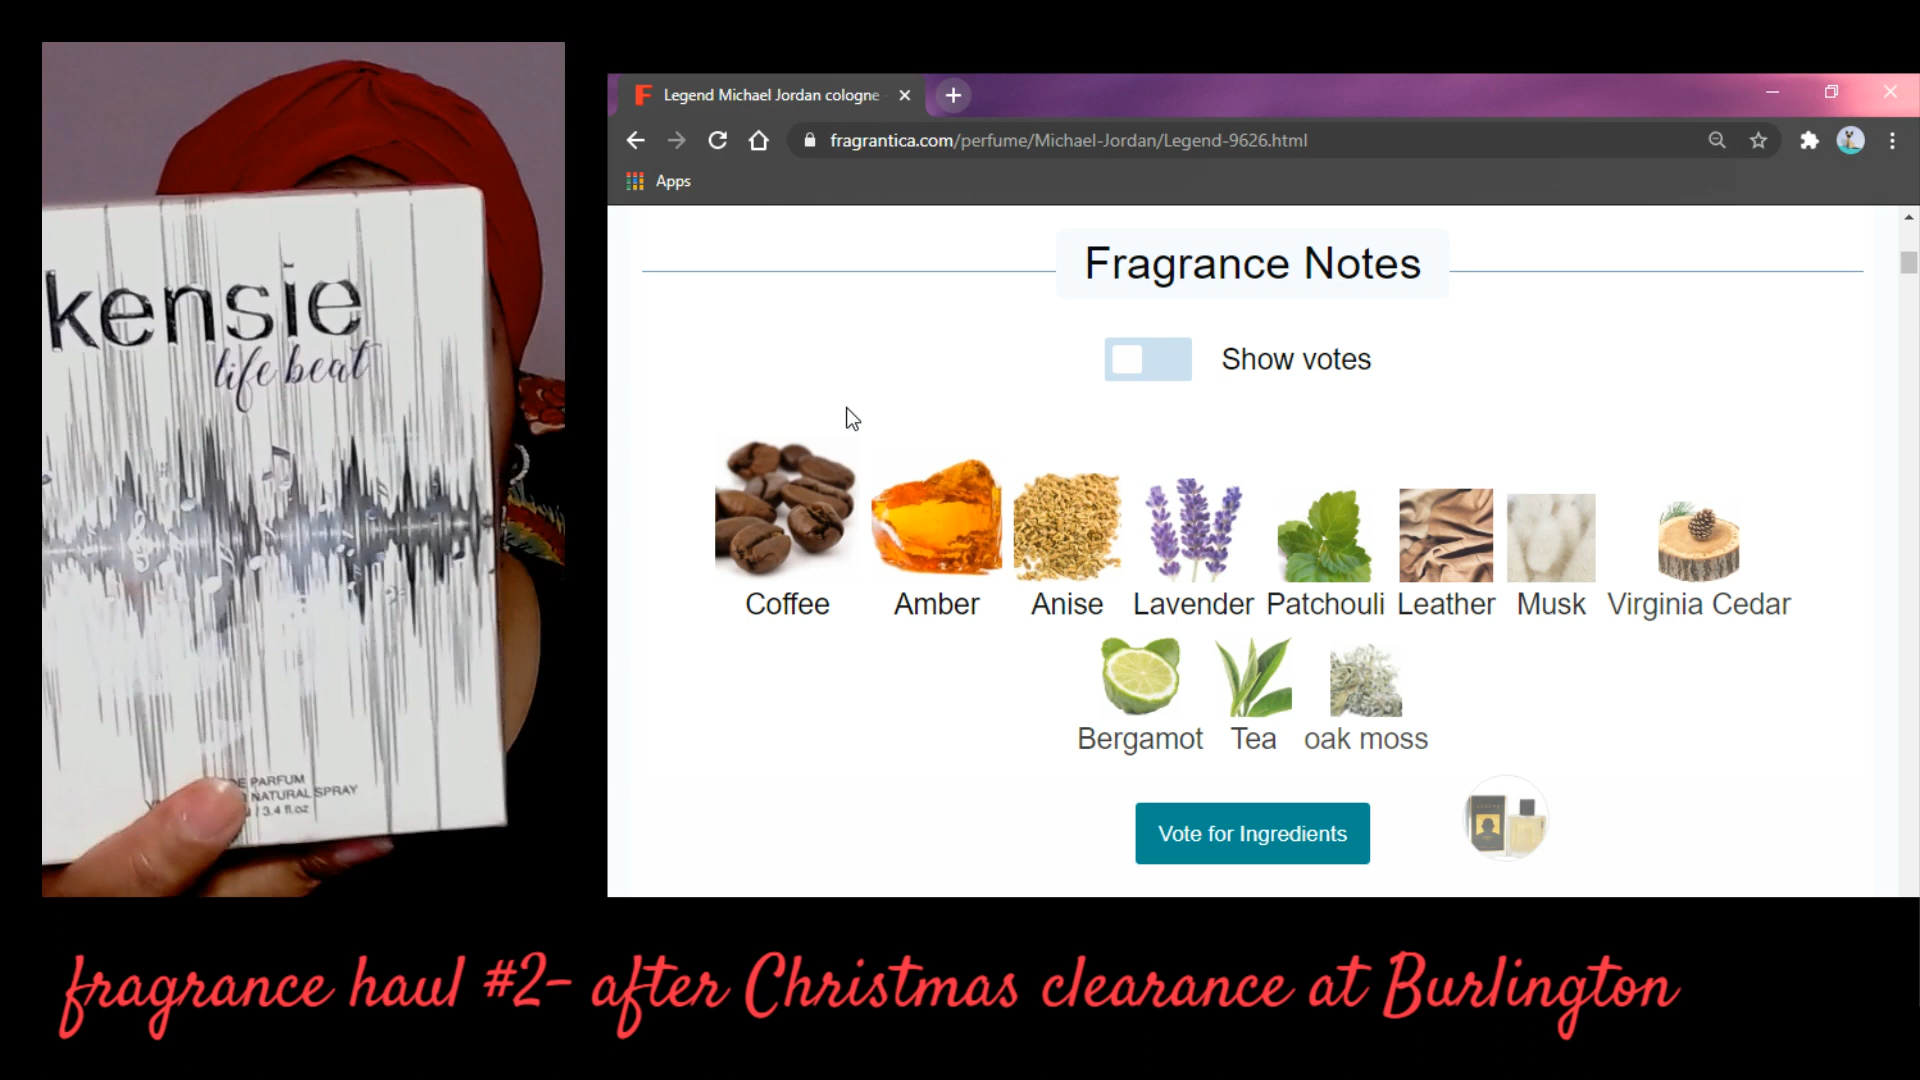 kensie
life beat
DE PARFUM
NATURAL SPRAY
/ 3.4 fl.oz
Legend Michael Jordan cologne
fragrantica.com/perfume/Michael-Jordan/Legend-9626.html
Apps
Fragrance Notes
Show votes
Coffee Amber Anise Lavender Patchouli Leather Musk Virginia Cedar
Bergamot Tea oak moss
Vote for Ingredients
fragrance haul #2- after Christmas clearance at Burlington